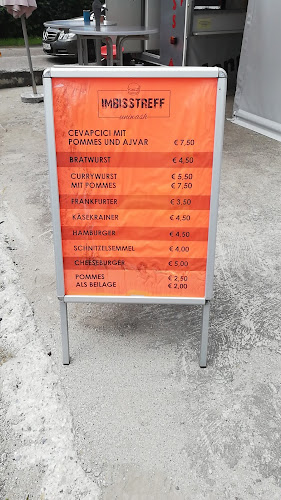 IMBISSTREFF
CEVAPCICI MIT
POMMES UND AJVAR € 7,50
BRATWURST € 4,50
CURRYWURST € 5,50
MIT POMMES € 7,50
FRANKFURTER € 3,50
KÄSEKRAINER € 4,50
HAMBURGER € 4,50
SCHNITTELSEMMEL € 4,00
CHEESEBURGER € 5,00
POMMES € 2,50
ALS BEILAGE € 2,00